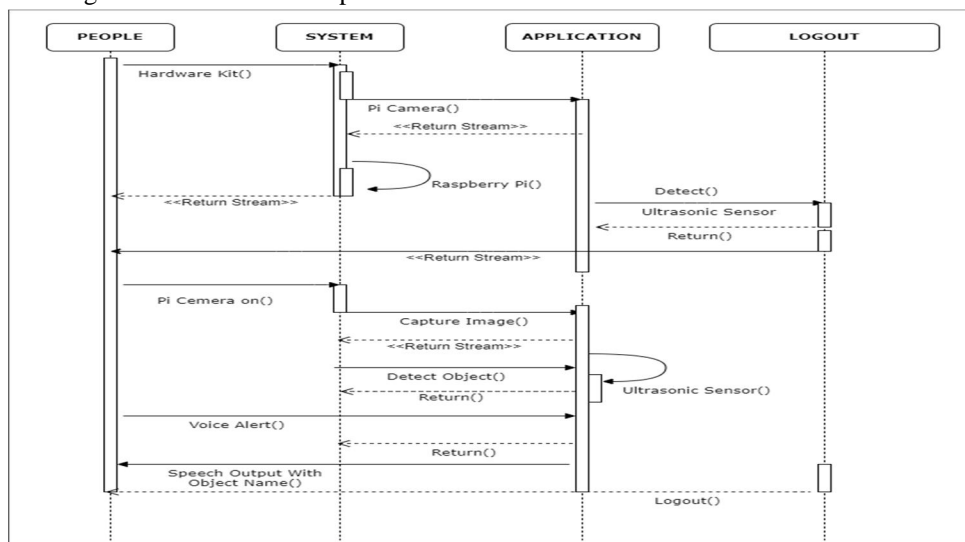 PEOPLE
SYSTEM
APPLICATION
LOGOUT
Hardware Kit()
Pi Camera()
<<Return Stream>>
Raspberry Pi()
Detect()
<<Return Stream>>
Ultrasonic Sensor
Return()
<<Return Stream>>
Pi Cemera on()
Capture Image()
<<Return Stream>>
Detect Object()
Ultrasonic Sensor()
Return()
Voice Alert()
Return()
Speech Output With
Object Name()
Logout()